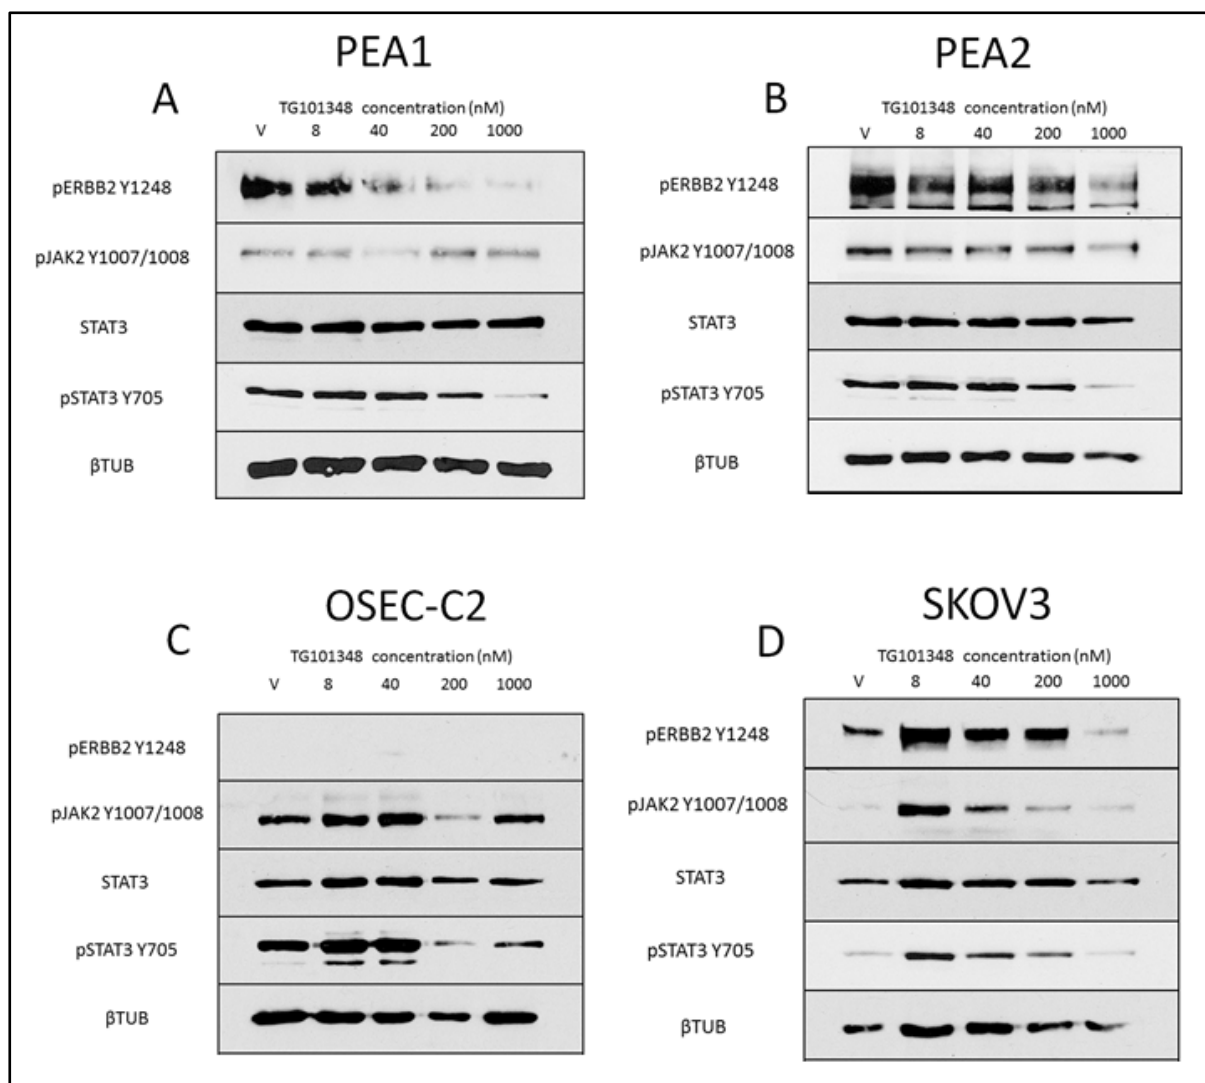 PEA1
A
TG101348 concentration (nM)
V 8 40 200 1000
pERBB2 Y1248
pJAK2 Y1007/1008
STAT3
pSTAT3 Y705
βTUB
PEA2
B
TG101348 concentration (nM)
V 8 40 200 1000
pERBB2 Y1248
pJAK2 Y1007/1008
STAT3
pSTAT3 Y705
βTUB
OSEC-C2
C
TG101348 concentration (nM)
V 8 40 200 1000
pERBB2 Y1248
pJAK2 Y1007/1008
STAT3
pSTAT3 Y705
βTUB
SKOV3
D
TG101348 concentration (nM)
V 8 40 200 1000
pERBB2 Y1248
pJAK2 Y1007/1008
STAT3
pSTAT3 Y705
βTUB